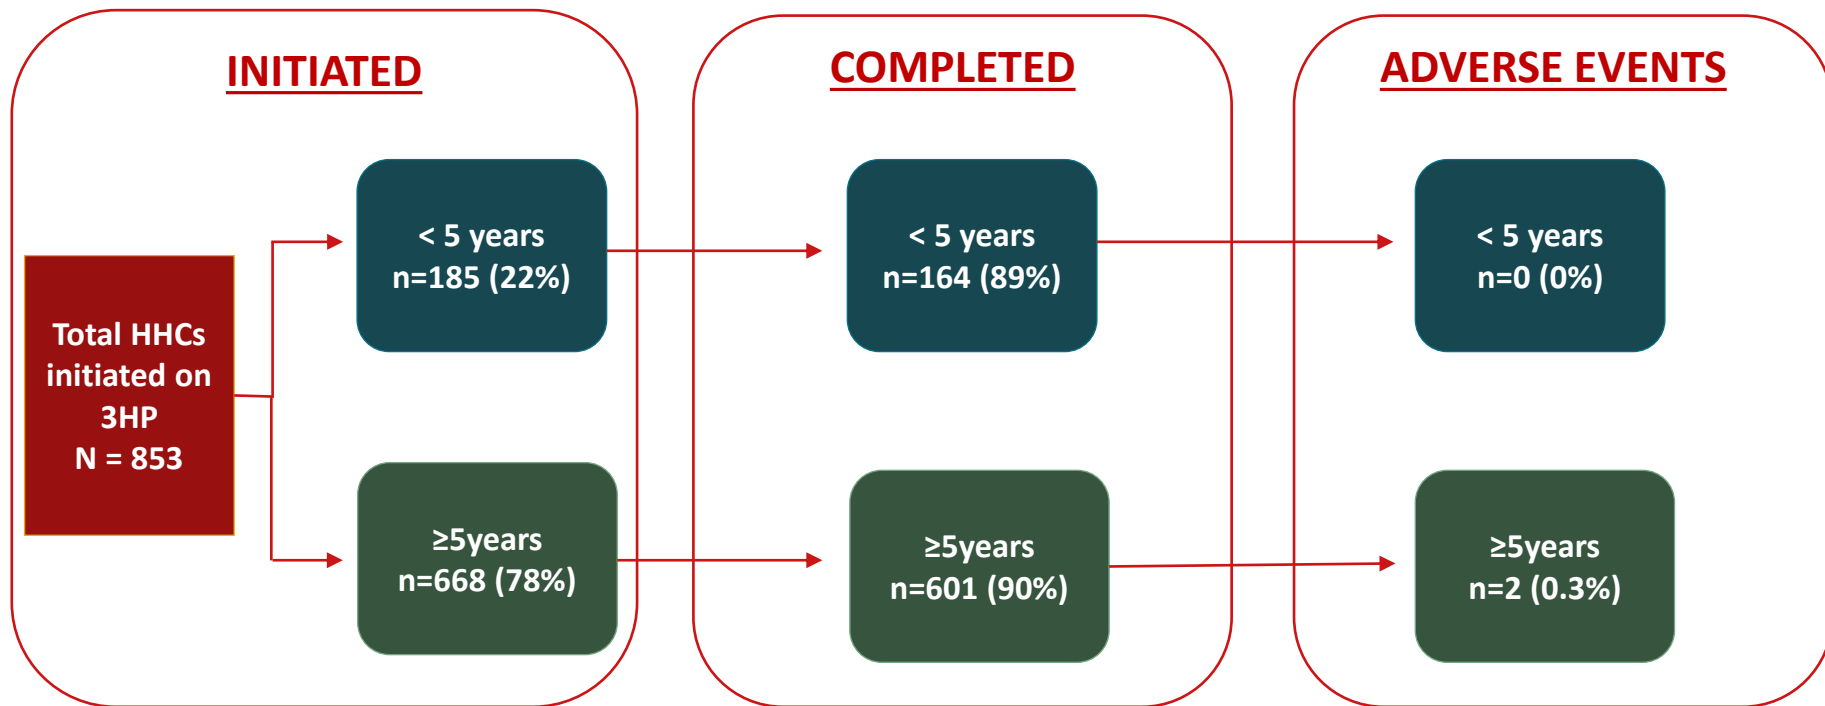 INITIATED
Total HHCs
initiated on
3HP
N = 853
< 5 years
n=185 (22%)
≥5years
n=668 (78%)
COMPLETED
< 5 years
n=164 (89%)
≥5years
n=601 (90%)
ADVERSE EVENTS
< 5 years
n=0 (0%)
≥5years
n=2 (0.3%)